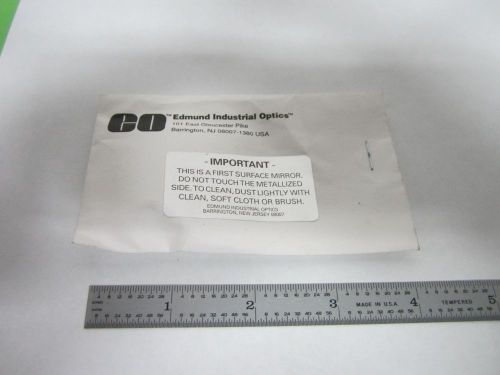 EO™ Edmund Industrial Optics™
101 East Gloucester Pike
Barrington, NJ 08007-1380 USA
- IMPORTANT -
THIS IS A FIRST SURFACE MIRROR.
DO NOT TOUCH THE METALLIZED
SIDE. TO CLEAN, DUST LIGHTLY WITH
CLEAN, SOFT CLOTH OR BRUSH.
EDMUND INDUSTRIAL OPTICS
BARRINGTON, NEW JERSEY 08007
1 2 3 MADE IN U.S.A. 4 TEMPERED 5